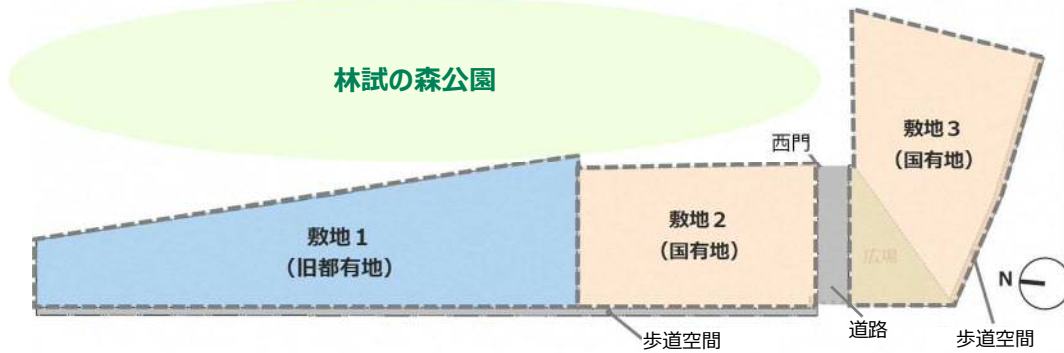 林試の森公園
西門
敷地3
(国有地)
敷地1
(旧都有地)
敷地2
(国有地)
広場
N
歩道空間
道路
歩道空間